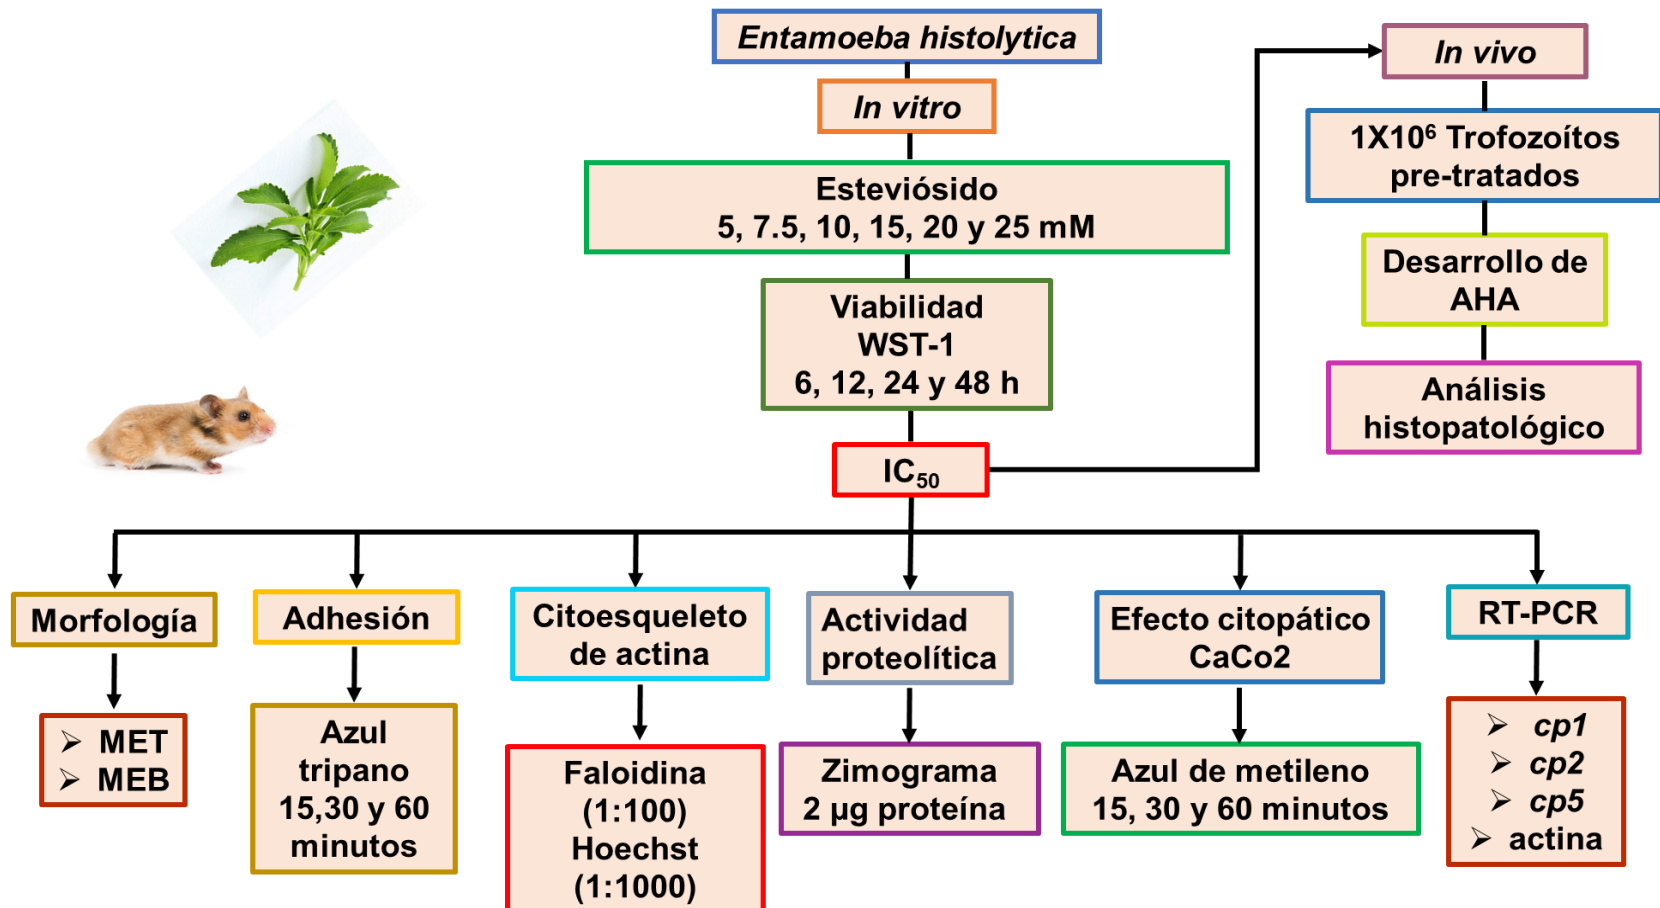 Entamoeba histolytica
In vitro
Esteviósido
5, 7.5, 10, 15, 20 y 25 mM
Viabilidad
WST-1
6, 12, 24 y 48 h
IC50
In vivo
1X10⁶ Trofozoítos
pre-tratados
Desarrollo de
AHA
Análisis
histopatológico
Morfología
➢ MET
➢ MEB
Adhesión
Azul
tripano
15,30 y 60
minutos
Citoesqueleto
de actina
Faloidina
(1:100)
Hoechst
(1:1000)
Actividad
proteolítica
Zimograma
2 µg proteína
Efecto citopático
CaCo2
Azul de metileno
15, 30 y 60 minutos
RT-PCR
➢ cp1
➢ cp2
➢ cp5
➢ actina